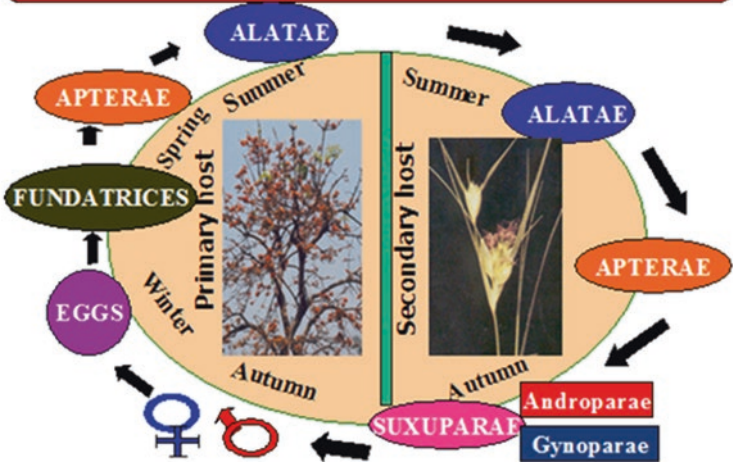 ALATAE
APTERAE
Summer
Spring
Primary host
FUNDATRICES
Winter
EGGS
Autumn
Summer
ALATAE
Secondary host
APTERAE
Autumn
SUXUPARAE
Androparae
Gynoparae